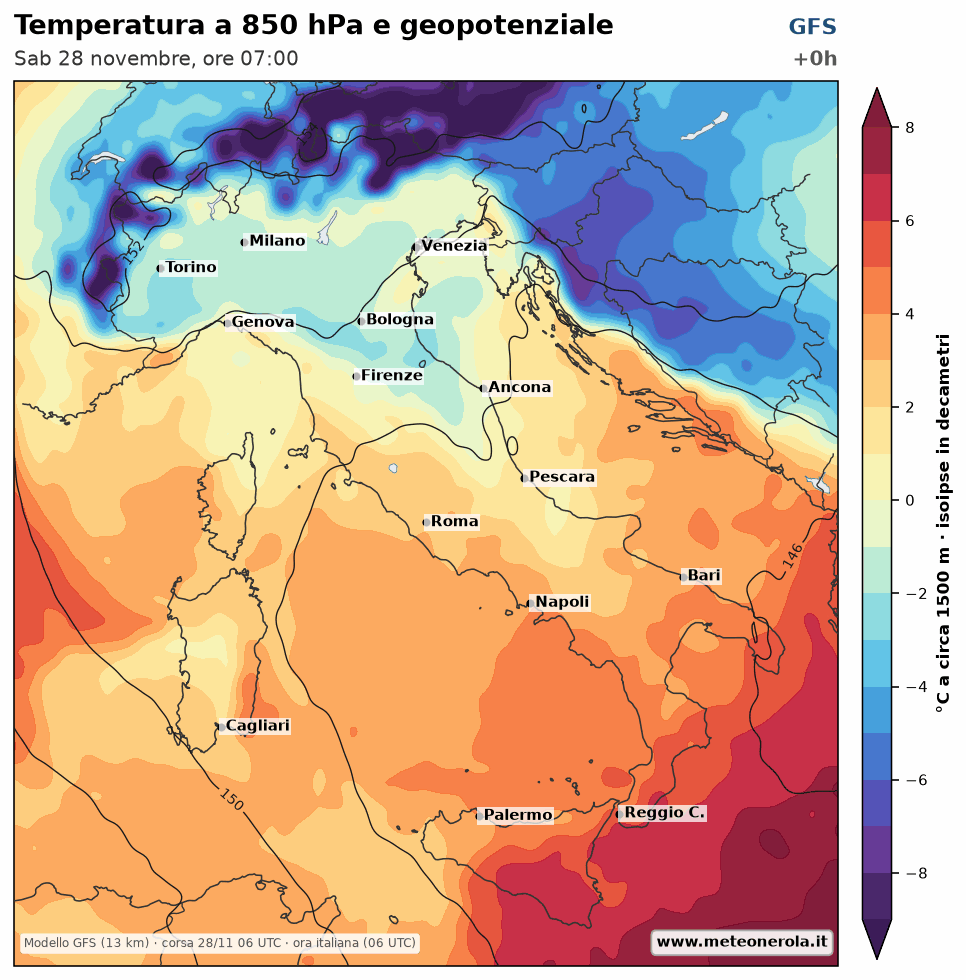 Temperatura a 850 hPa e geopotenziale
GFS
Sab 28 novembre, ore 07:00
+0h
152
Milano
Venezia
Torino
Genova
Bologna
Firenze
Ancona
Pescara
Roma
146
Bari
Napoli
Cagliari
150
Palermo
Reggio C.
8
6
4
2
0
−2
−4
−6
−8
°C a circa 1500 m · isoipse in decametri
Modello GFS (13 km) · corsa 28/11 06 UTC · ora italiana (06 UTC)
www.meteonerola.it